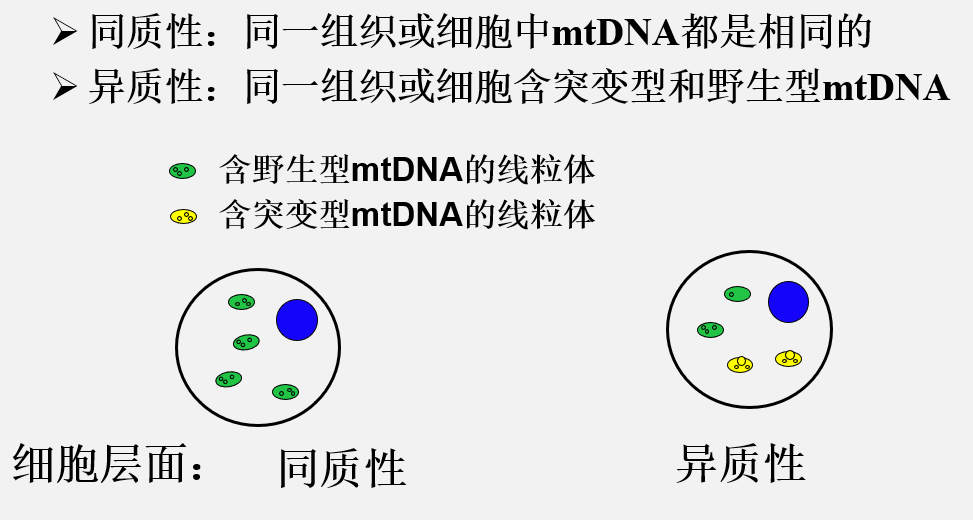 ➢ 同质性：同一组织或细胞中mtDNA都是相同的
➢ 异质性：同一组织或细胞含突变型和野生型mtDNA
含野生型mtDNA的线粒体
含突变型mtDNA的线粒体
细胞层面： 同质性 异质性